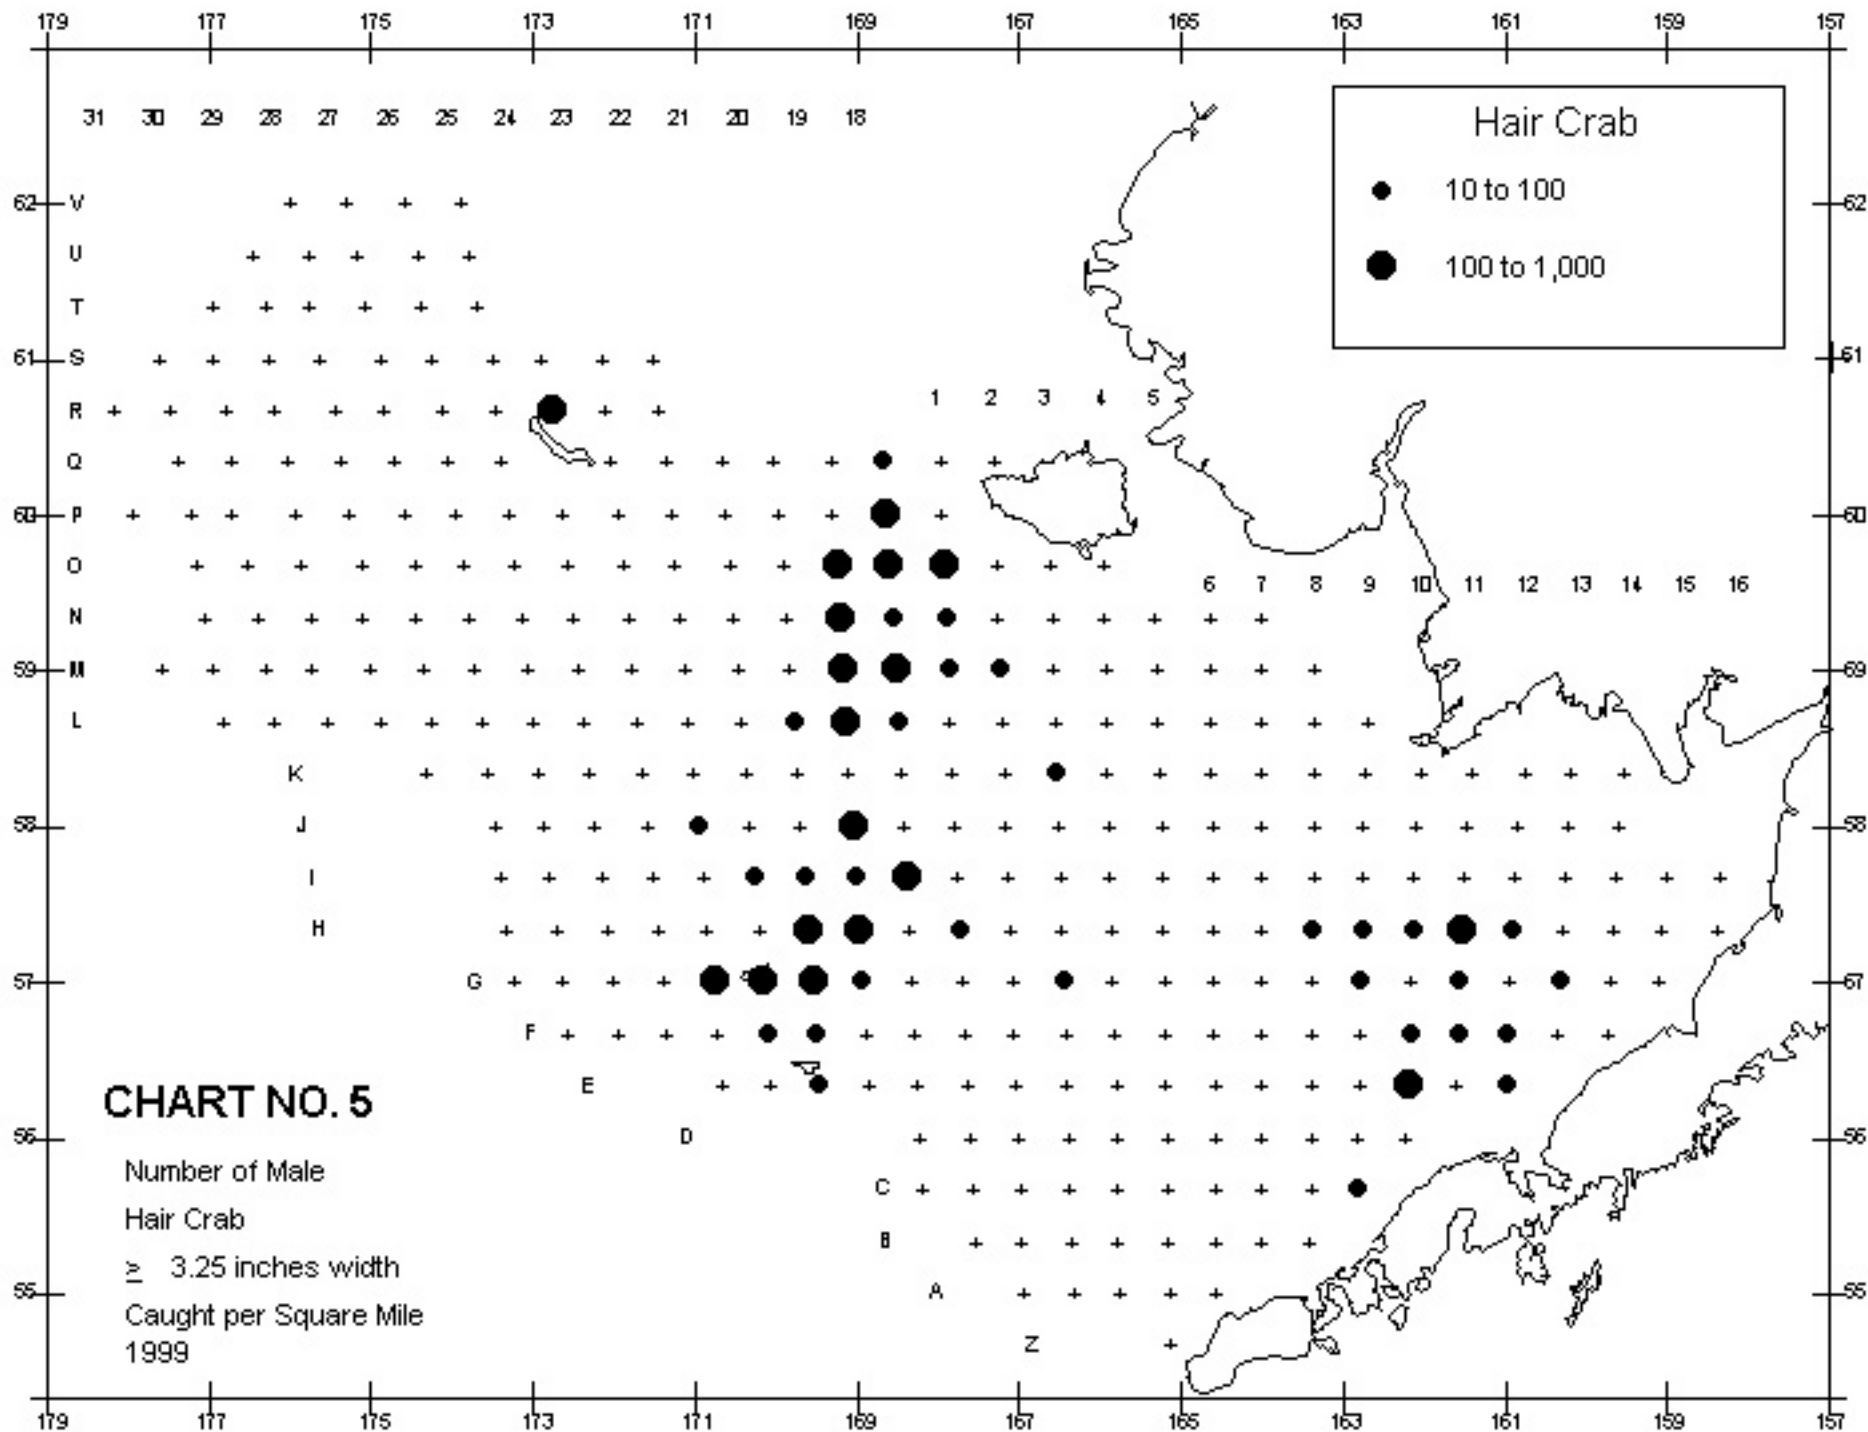 179 177 175 173 171 169 167 165 163 161 159 157
31 30 29 28 27 26 25 24 23 22 21 20 19 18
Hair Crab
10 to 100
100 to 1,000
62 V 62
U
T
61 S 61
R 1 2 3 4 5
Q
60 P 60
O 6 7 8 9 10 11 12 13 14 15 16
N
59 M 59
L
K
58 J 58
I
H
57 G 57
F
E
CHART NO. 5
56 D 56
Number of Male
C
Hair Crab
B
≥ 3.25 inches width
55 A 55
Caught per Square Mile
Z
1999
179 177 175 173 171 169 167 165 163 161 159 157